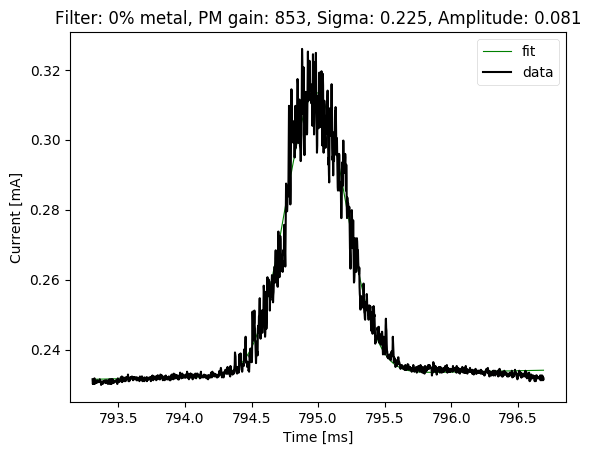 Filter: 0% metal, PM gain: 853, Sigma: 0.225, Amplitude: 0.081
fit
data
0.32
0.30
0.28
0.26
0.24
Current [mA]
793.5 794.0 794.5 795.0 795.5 796.0 796.5
Time [ms]